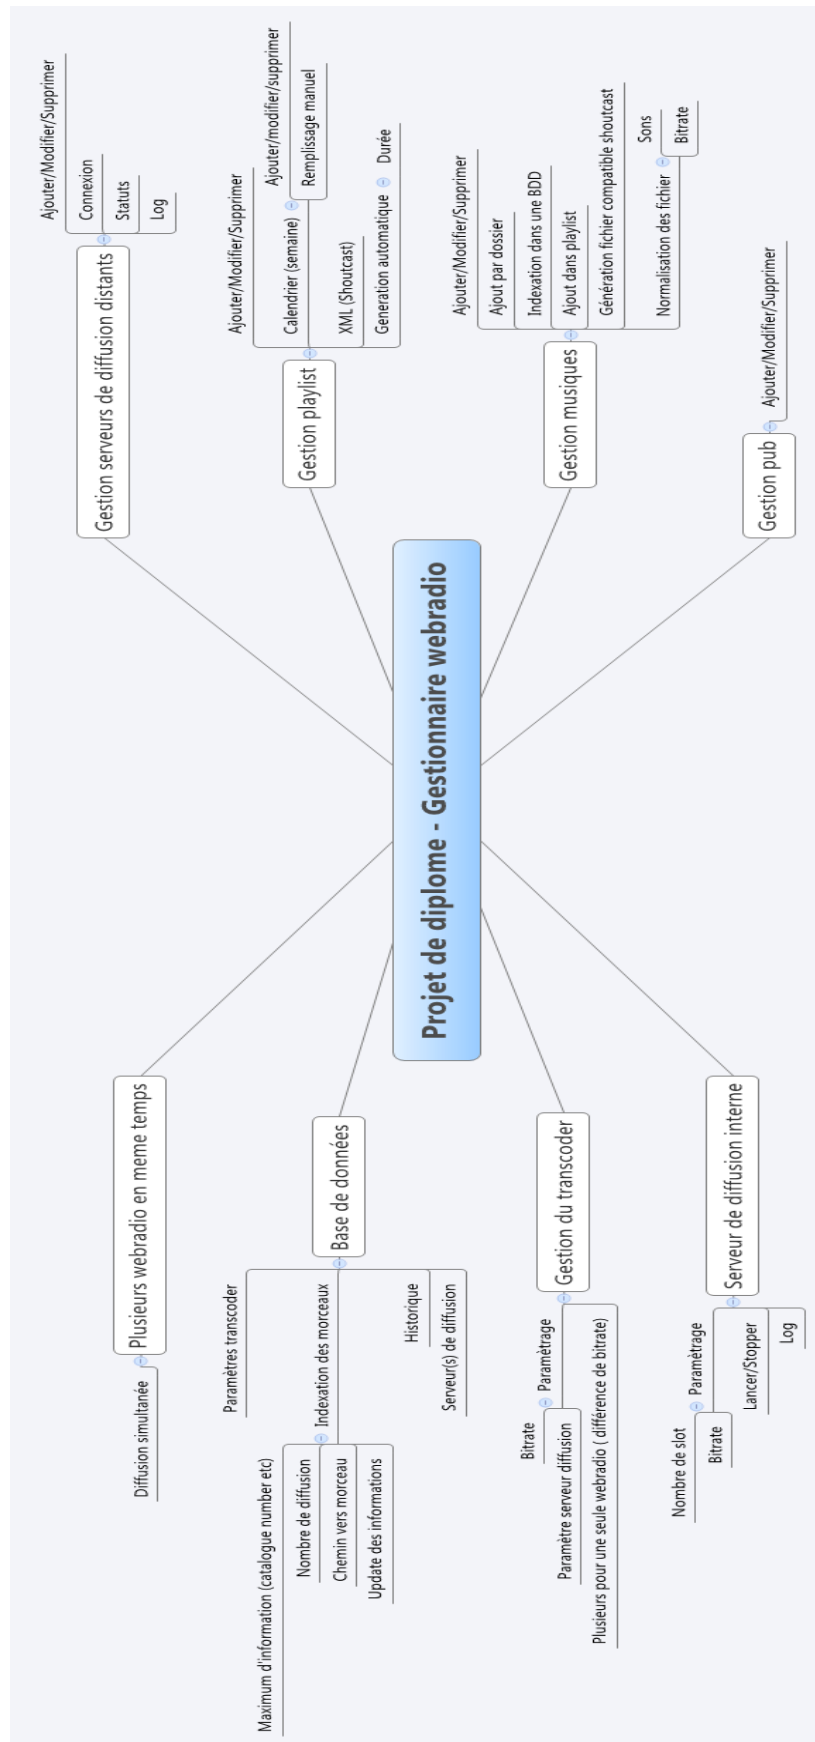 Projet de diplome - Gestionnaire webradio
Gestion serveurs de diffusion distants
Ajouter/Modifier/Supprimer
Connexion
Statuts
Log
Gestion playlist
Ajouter/Modifier/Supprimer
Calendrier (semaine)
Ajouter/modifier/supprimer
Remplissage manuel
XML (Shoutcast)
Generation automatique
Durée
Gestion musiques
Ajouter/Modifier/Supprimer
Ajout par dossier
Indexation dans une BDD
Ajout dans playlist
Génération fichier compatible shoutcast
Normalisation des fichier
Sons
Bitrate
Gestion pub
Ajouter/Modifier/Supprimer
Plusieurs webradio en meme temps
Diffusion simultanée
Base de données
Paramètres transcoder
Indexation des morceaux
Maximum d'information (catalogue number etc)
Nombre de diffusion
Chemin vers morceau
Update des informations
Historique
Serveur(s) de diffusion
Gestion du transcoder
Paramètrage
Bitrate
Paramètre serveur diffusion
Plusieurs pour une seule webradio ( différence de bitrate)
Serveur de diffusion interne
Paramètrage
Nombre de slot
Bitrate
Lancer/Stopper
Log